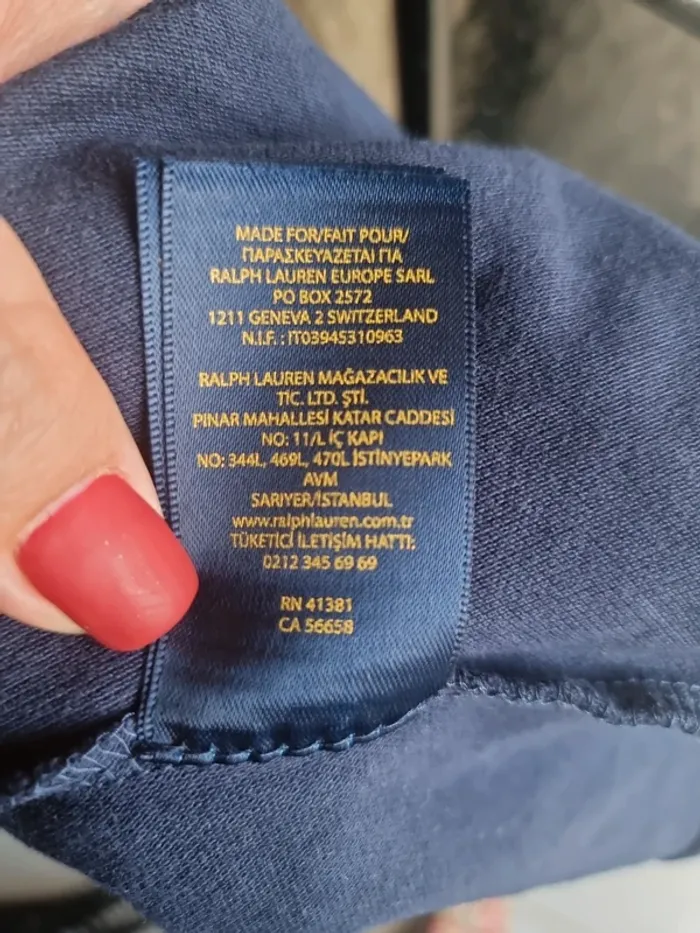 MADE FOR/FAIT POUR/
ΠΑΡΑΣΚΕΥΑΖΕΤΑΙ ΓΙΑ
RALPH LAUREN EUROPE SARL
PO BOX 2572
1211 GENEVA 2 SWITZERLAND
N.I.F. : IT03945310963
RALPH LAUREN MAĞAZACILIK VE
TİC. LTD. ŞTİ.
PINAR MAHALLESİ KATAR CADDESİ
NO: 11/L İÇ KAPI
NO: 344L, 469L, 470L İSTİNYEPARK
AVM
SARIYER/İSTANBUL
www.ralphlauren.com.tr
TÜKETİCİ İLETİŞİM HATTI:
0212 345 69 69
RN 41381
CA 56658